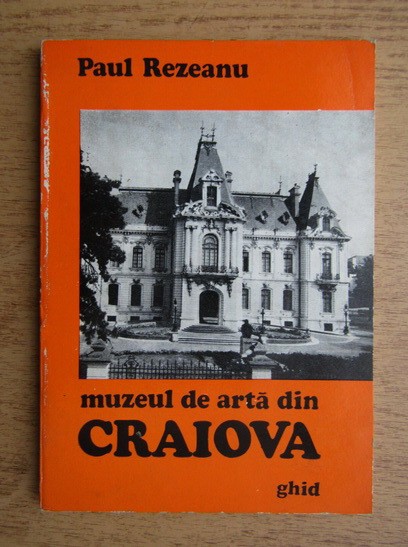 Paul Rezeanu
muzeul de artă din
CRAIOVA
ghid